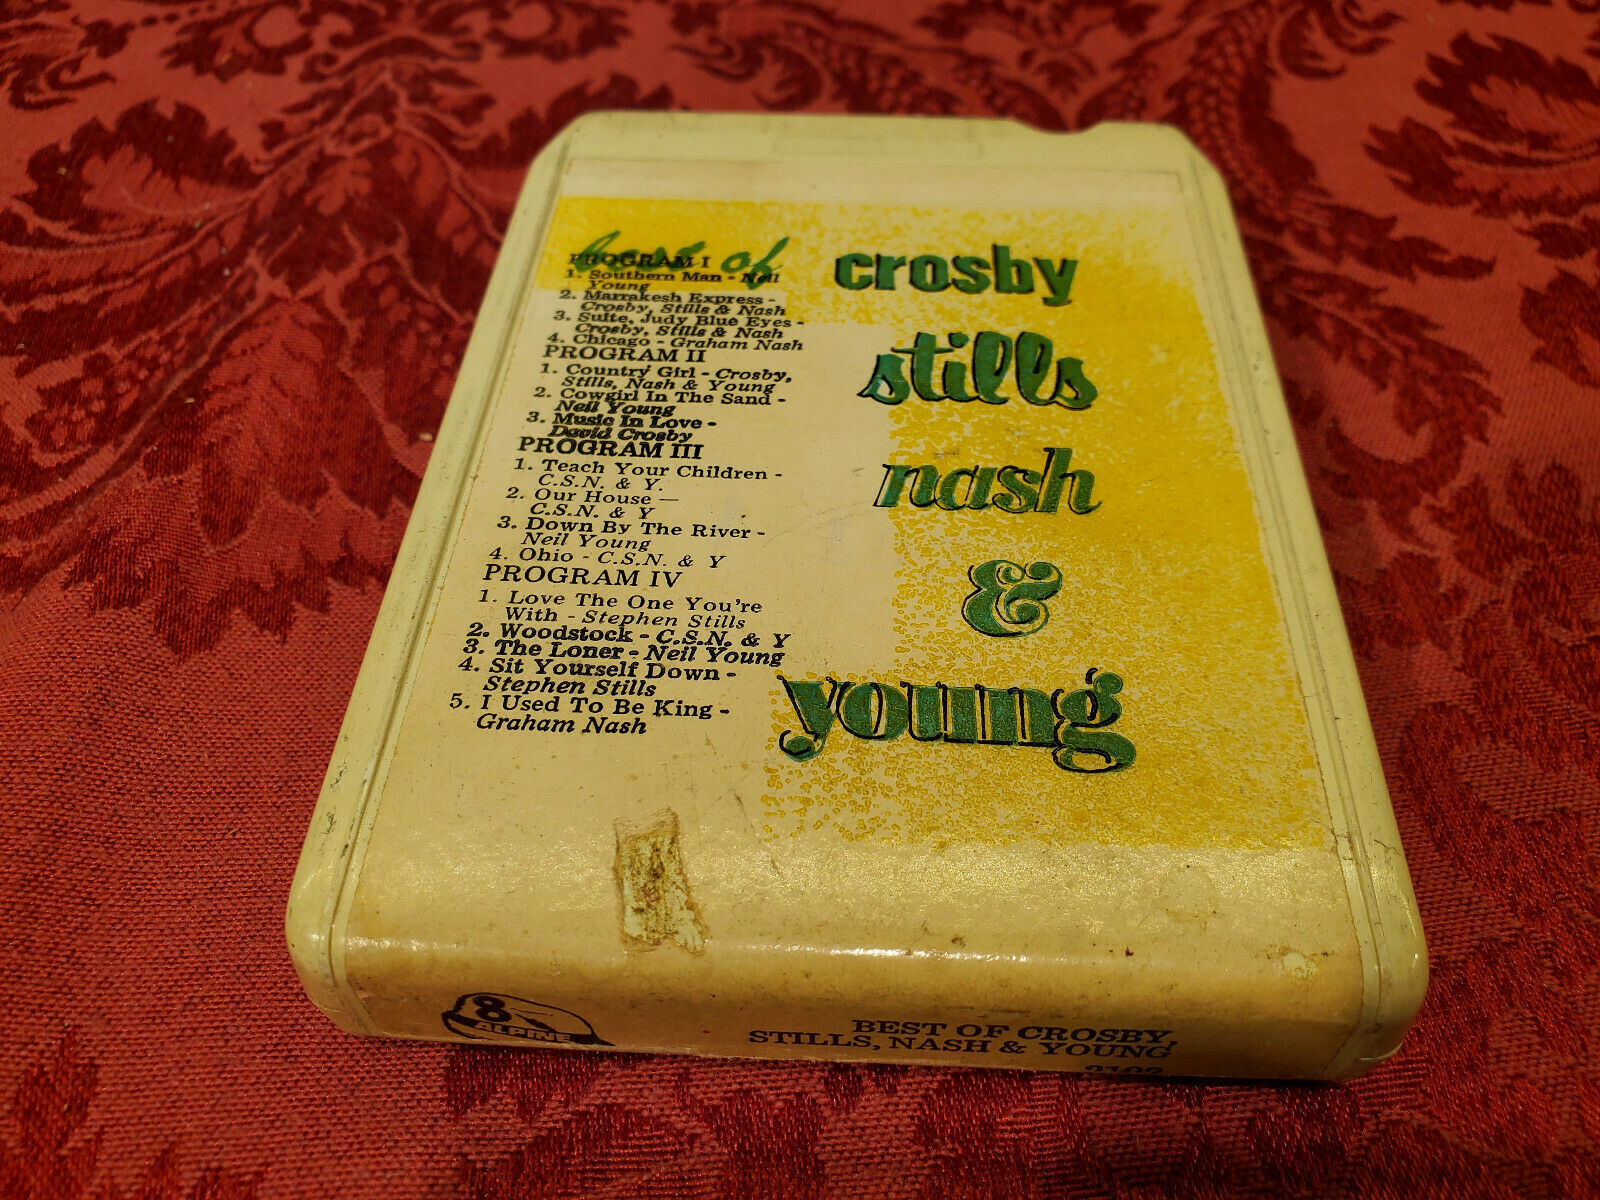 best of
PROGRAM I
1. Southern Man - Neil
Young
2. Marrakesh Express -
Crosby, Stills & Nash
3. Suite, Judy Blue Eyes -
Crosby, Stills & Nash
4. Chicago - Graham Nash
PROGRAM II
1. Country Girl - Crosby,
Stills, Nash & Young
2. Cowgirl In The Sand -
Neil Young
3. Music In Love -
David Crosby
PROGRAM III
1. Teach Your Children -
C.S.N. & Y.
2. Our House —
C.S.N. & Y
3. Down By The River -
Neil Young
4. Ohio - C.S.N. & Y
PROGRAM IV
1. Love The One You're
With - Stephen Stills
2. Woodstock - C.S.N. & Y
3. The Loner - Neil Young
4. Sit Yourself Down -
Stephen Stills
5. I Used To Be King -
Graham Nash
crosby
stills
nash
&
young
8
ALPINE
BEST OF CROSBY,
STILLS, NASH & YOUNG